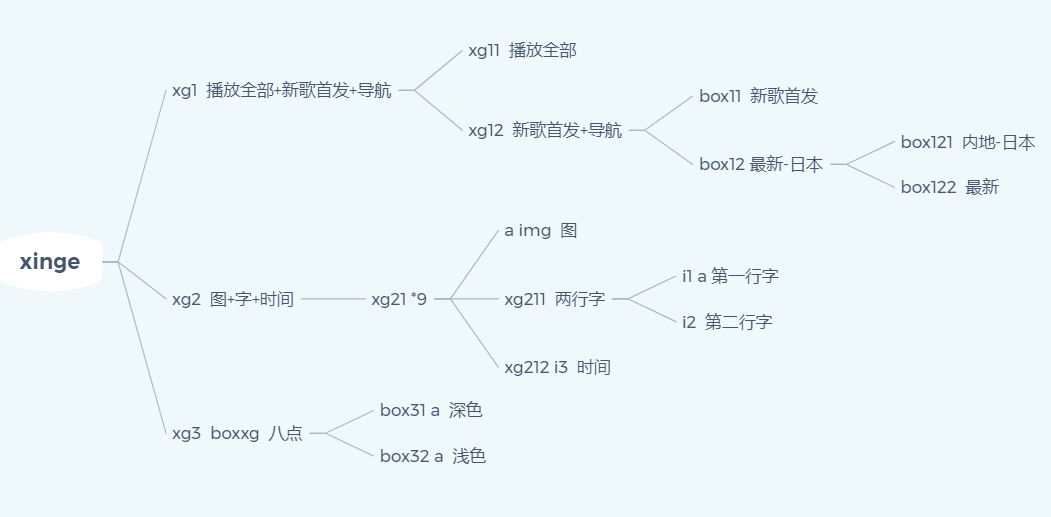 xinge
xg1 播放全部+新歌首发+导航
xg11 播放全部
xg12 新歌首发+导航
box11 新歌首发
box12 最新-日本
box121 内地-日本
box122 最新
xg2 图+字+时间
xg21 *9
a img 图
xg211 两行字
i1 a 第一行字
i2 第二行字
xg212 i3 时间
xg3 boxxg 八点
box31 a 深色
box32 a 浅色